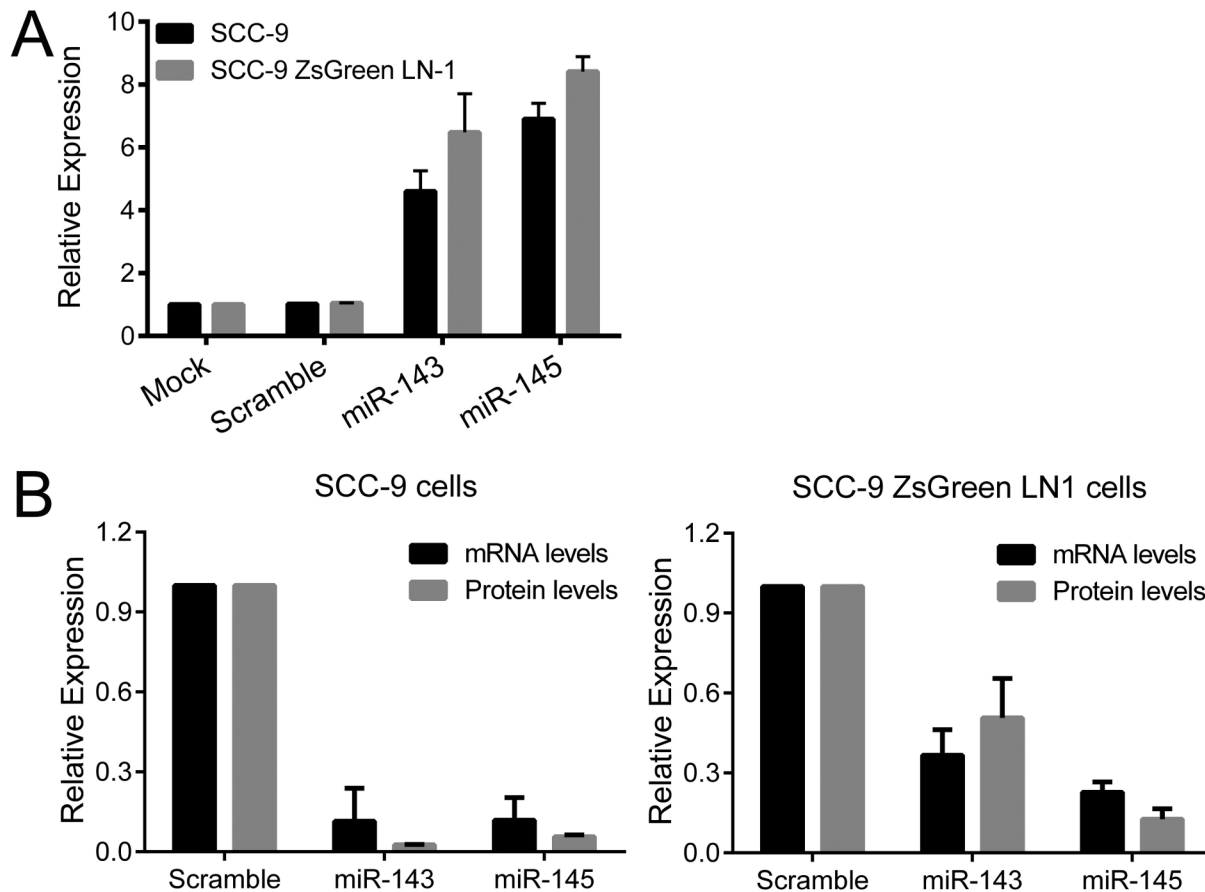 A
SCC-9
SCC-9 ZsGreen LN-1
Relative Expression
10
8
6
4
2
0
Mock
Scramble
miR-143
miR-145
B
SCC-9 cells
Relative Expression
1.2
0.9
0.6
0.3
0.0
mRNA levels
Protein levels
Scramble
miR-143
miR-145
SCC-9 ZsGreen LN1 cells
Relative Expression
1.2
0.9
0.6
0.3
0.0
mRNA levels
Protein levels
Scramble
miR-143
miR-145